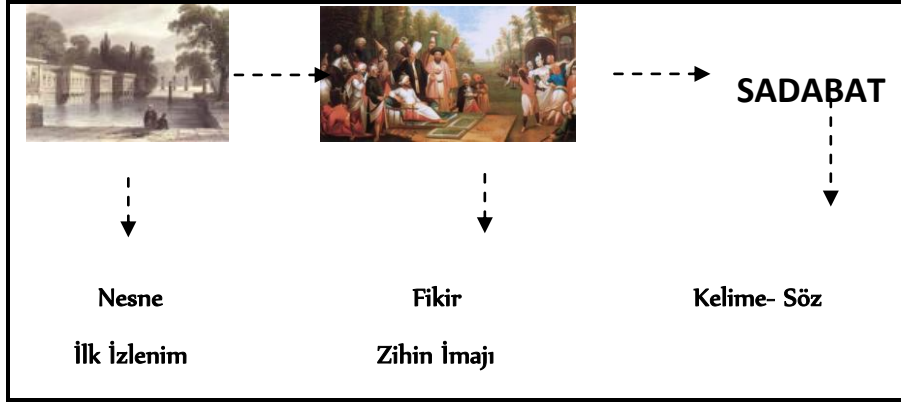 SADABAT
Nesne
Fikir
Kelime- Söz
İlk İzlenim
Zihin İmajı